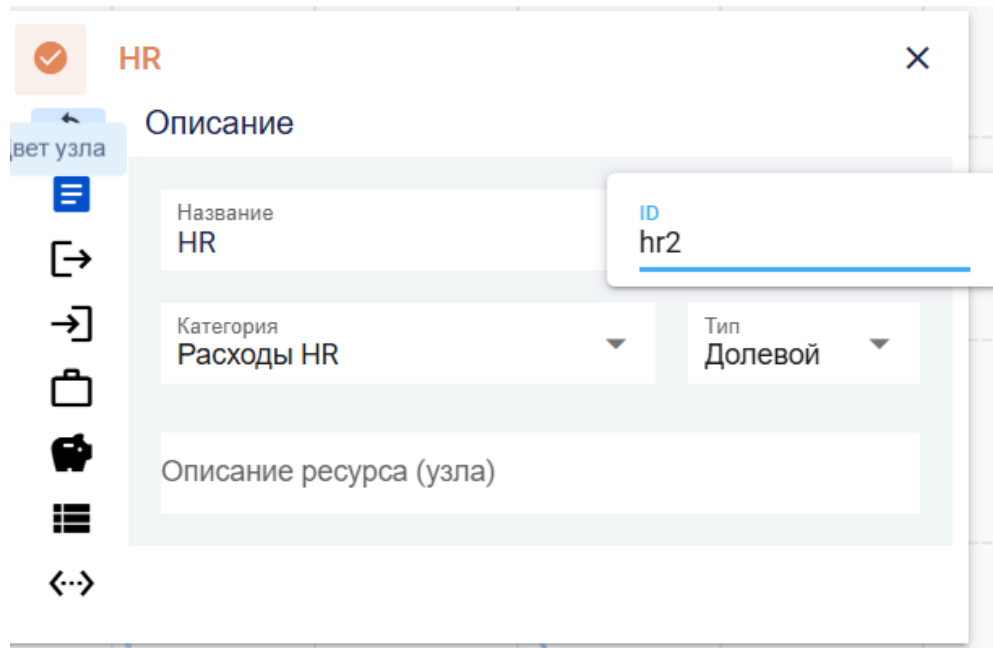 HR
Описание
вет узла
Название
HR
ID
hr2
Категория
Расходы HR
Тип
Долевой
Описание ресурса (узла)